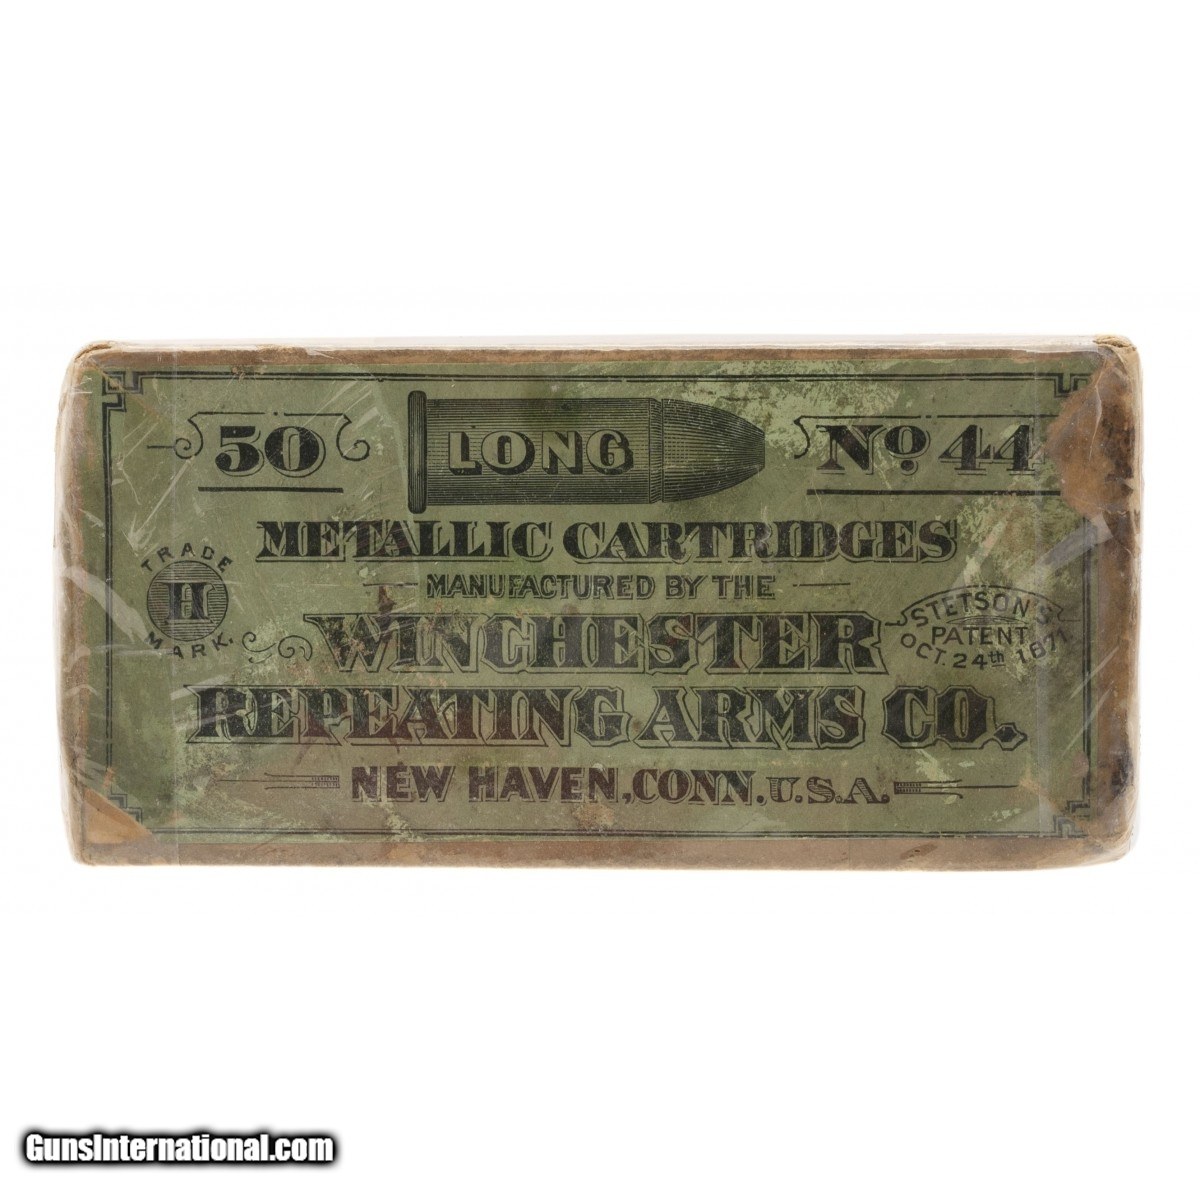 50 LONG No 44
METALLIC CARTRIDGES
MANUFACTURED BY THE
TRADE
H
MARK.
WINCHESTER
STETSON'S
PATENT
OCT. 24th 1871
REPEATING ARMS CO.
NEW HAVEN, CONN. U.S.A.
GunsInternational.com